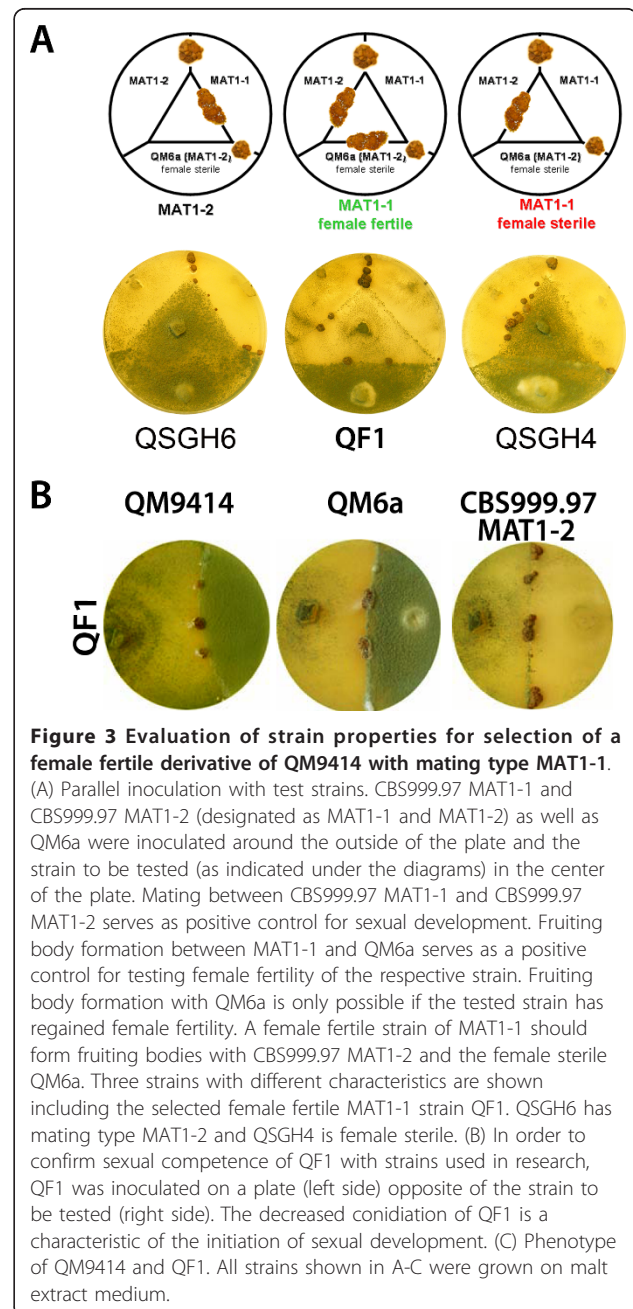 A
MAT1-2 MAT1-1 MAT1-2 MAT1-1 MAT1-2 MAT1-1
QM6a (MAT1-2) QM6a (MAT1-2) QM6a (MAT1-2)
female sterile female sterile female sterile
MAT1-2 MAT1-1 MAT1-1
female fertile female sterile
QSGH6 QF1 QSGH4
B
QM9414 QM6a CBS999.97
MAT1-2
QF1
Figure 3 Evaluation of strain properties for selection of a
female fertile derivative of QM9414 with mating type MAT1-1.
(A) Parallel inoculation with test strains. CBS999.97 MAT1-1 and
CBS999.97 MAT1-2 (designated as MAT1-1 and MAT1-2) as well as
QM6a were inoculated around the outside of the plate and the
strain to be tested (as indicated under the diagrams) in the center
of the plate. Mating between CBS999.97 MAT1-1 and CBS999.97
MAT1-2 serves as positive control for sexual development. Fruiting
body formation between MAT1-1 and QM6a serves as a positive
control for testing female fertility of the respective strain. Fruiting
body formation with QM6a is only possible if the tested strain has
regained female fertility. A female fertile strain of MAT1-1 should
form fruiting bodies with CBS999.97 MAT1-2 and the female sterile
QM6a. Three strains with different characteristics are shown
including the selected female fertile MAT1-1 strain QF1. QSGH6 has
mating type MAT1-2 and QSGH4 is female sterile. (B) In order to
confirm sexual competence of QF1 with strains used in research,
QF1 was inoculated on a plate (left side) opposite of the strain to
be tested (right side). The decreased conidiation of QF1 is a
characteristic of the initiation of sexual development. (C) Phenotype
of QM9414 and QF1. All strains shown in A-C were grown on malt
extract medium.